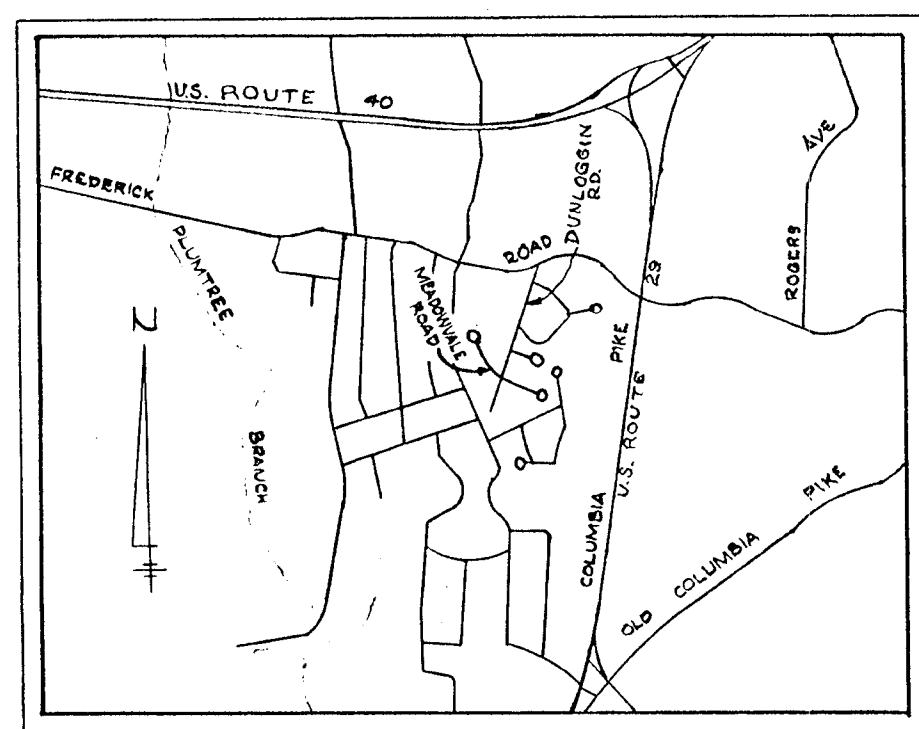 U.S. ROUTE 40
FREDERICK
ROAD
DUNLOGGIN
RD.
AVE
ROGERS
PLUMTREE
BRANCH
MEADOWVALE
ROAD
N
COLUMBIA PIKE
U.S. ROUTE 29
OLD COLUMBIA PIKE